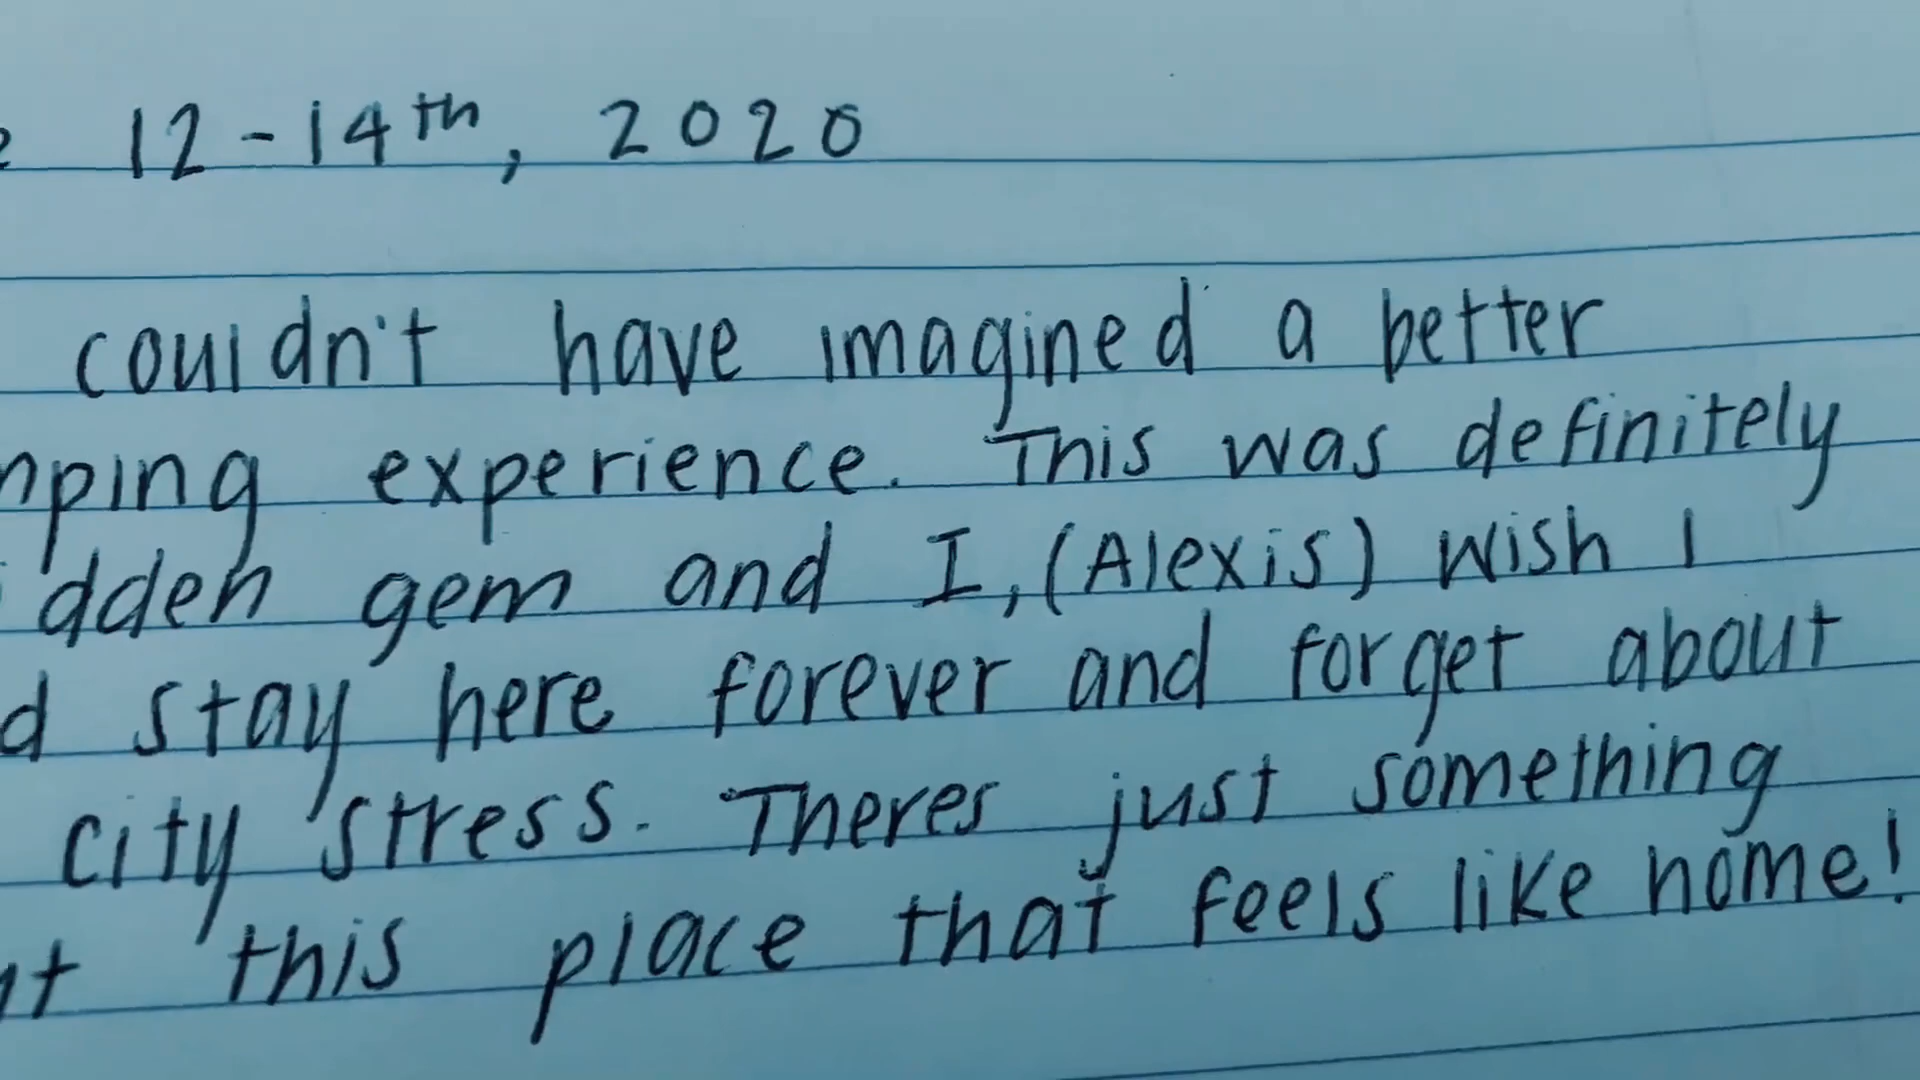 12-14th, 2020
couldn't have imagined a better
nping experience. This was definitely
dden gem and I, (Alexis) wish I
d stay here forever and forget about
city stress. Theres just something
this place that feels like home!